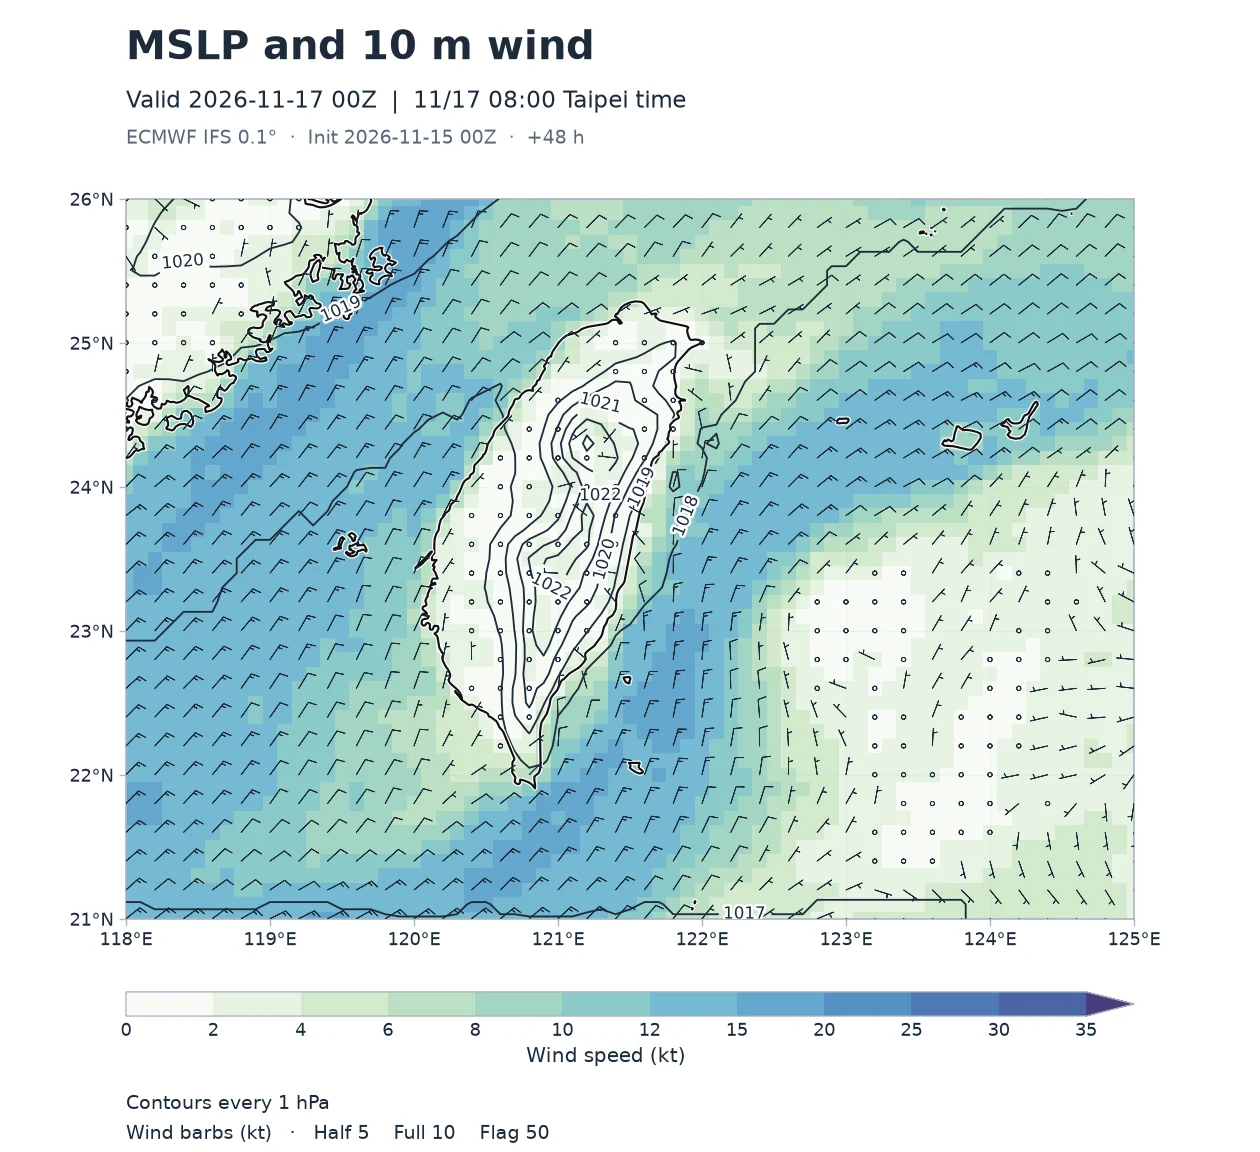 MSLP and 10 m wind
Valid 2026-11-17 00Z | 11/17 08:00 Taipei time
ECMWF IFS 0.1° · Init 2026-11-15 00Z · +48 h
26°N
1020
1019
25°N
1021
24°N
1022
1019
1018
1020
1022
23°N
22°N
1017
21°N
118°E 119°E 120°E 121°E 122°E 123°E 124°E 125°E
0 2 4 6 8 10 12 15 20 25 30 35
Wind speed (kt)
Contours every 1 hPa
Wind barbs (kt) · Half 5 Full 10 Flag 50